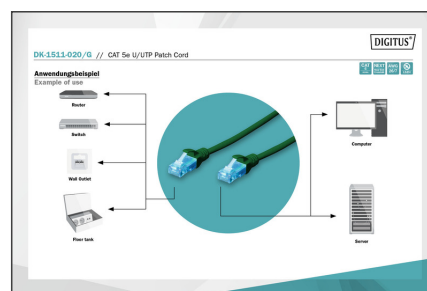 DIGITUS®
DK-1511-020/G // CAT 5e U/UTP Patch Cord
Anwendungsbeispiel
Example of use
Router
Switch
Wall Outlet
Floor tank
Computer
Server